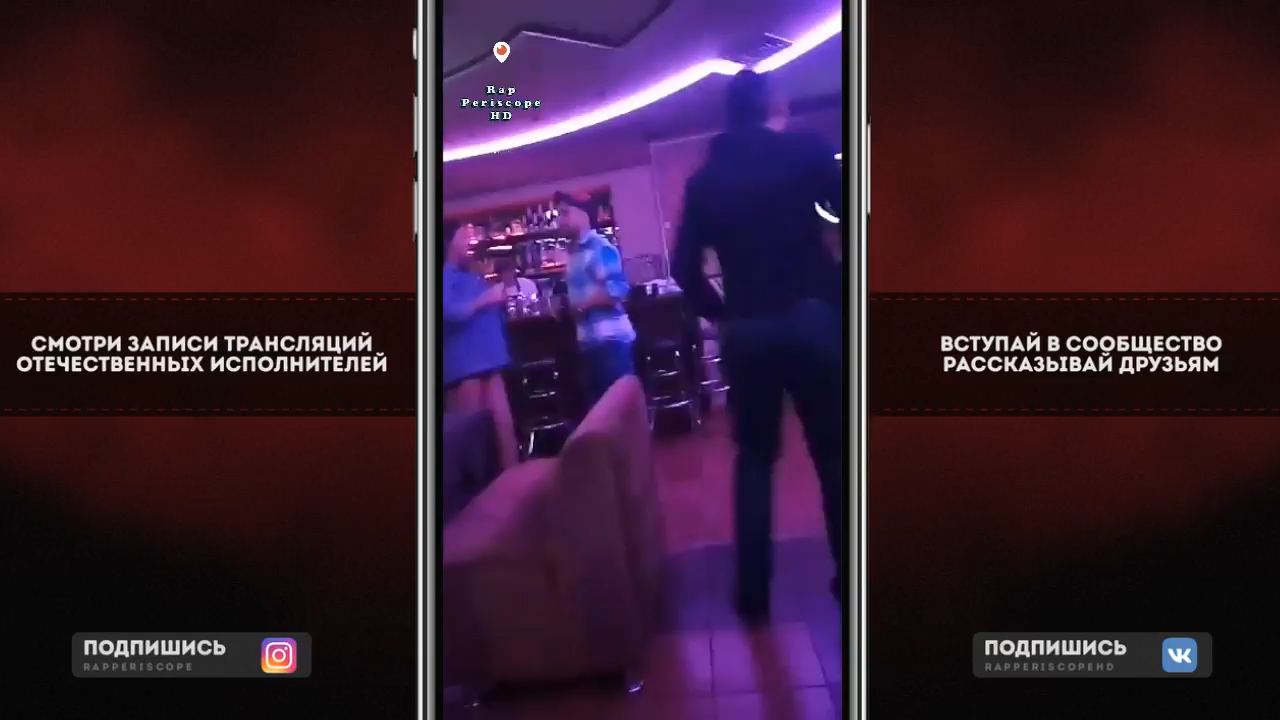 Rap
Periscope
HD
СМОТРИ ЗАПИСИ ТРАНСЛЯЦИЙ
ОТЕЧЕСТВЕННЫХ ИСПОЛНИТЕЛЕЙ
ВСТУПАЙ В СООБЩЕСТВО
РАССКАЗЫВАЙ ДРУЗЬЯМ
ПОДПИШИСЬ
RAPPERISCOPE
ПОДПИШИСЬ
RAPPERISCOPEHD